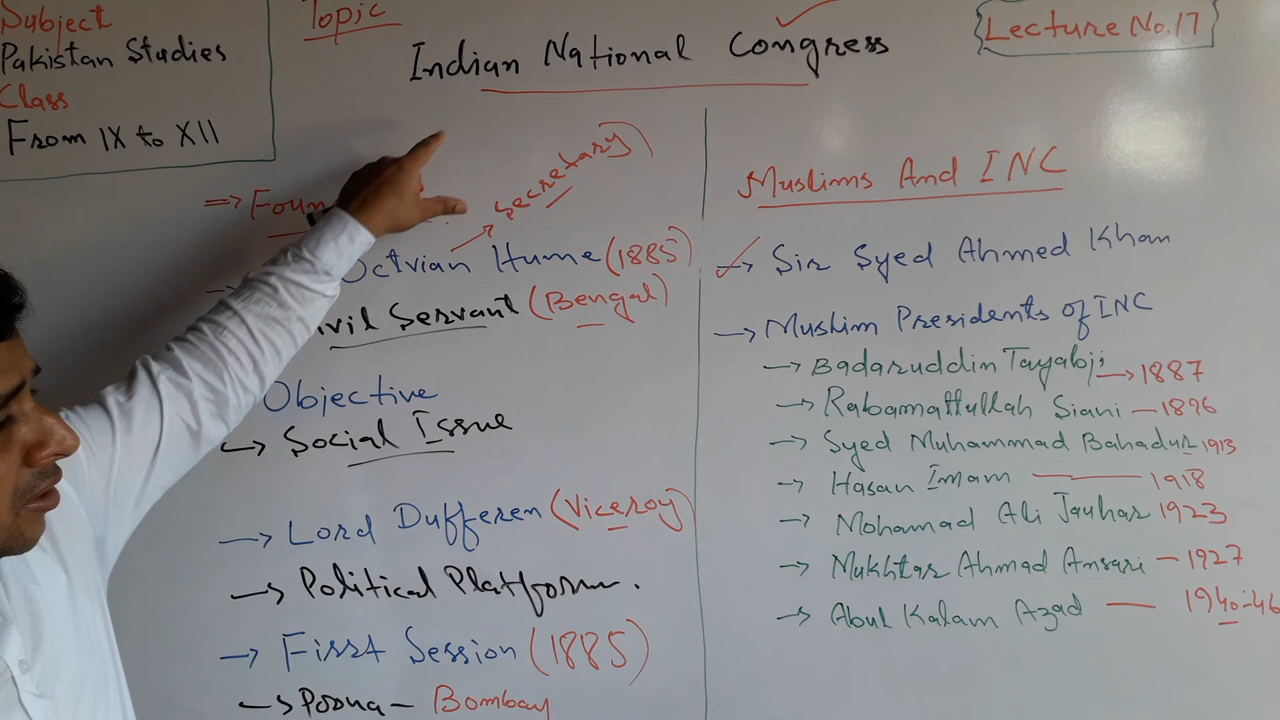 Subject
Pakistan Studies
Class
From IX to XII
Topic
Indian National Congress
Lecture No.17
=> Foun
Secretary
Octvian Hume (1885)
ivil Servant (Bengal)
Objective
↳ Social Issue
→ Lord Dufferen (Viceroy)
→ Political Platform.
→ First Session (1885)
↳ Poona – Bombay
Muslims And INC
→ Sir Syed Ahmed Khan
→ Muslim Presidents of INC
→ Badaruddin Tayabji → 1887
→ Rabamattullah Siani – 1896
→ Syed Muhammad Bahadur 1913
→ Hasan Imam — 1918
→ Mohamad Ali Jauhar 1923
→ Mukhtar Ahmad Ansari – 1927
→ Abul Kalam Azad — 1940-46